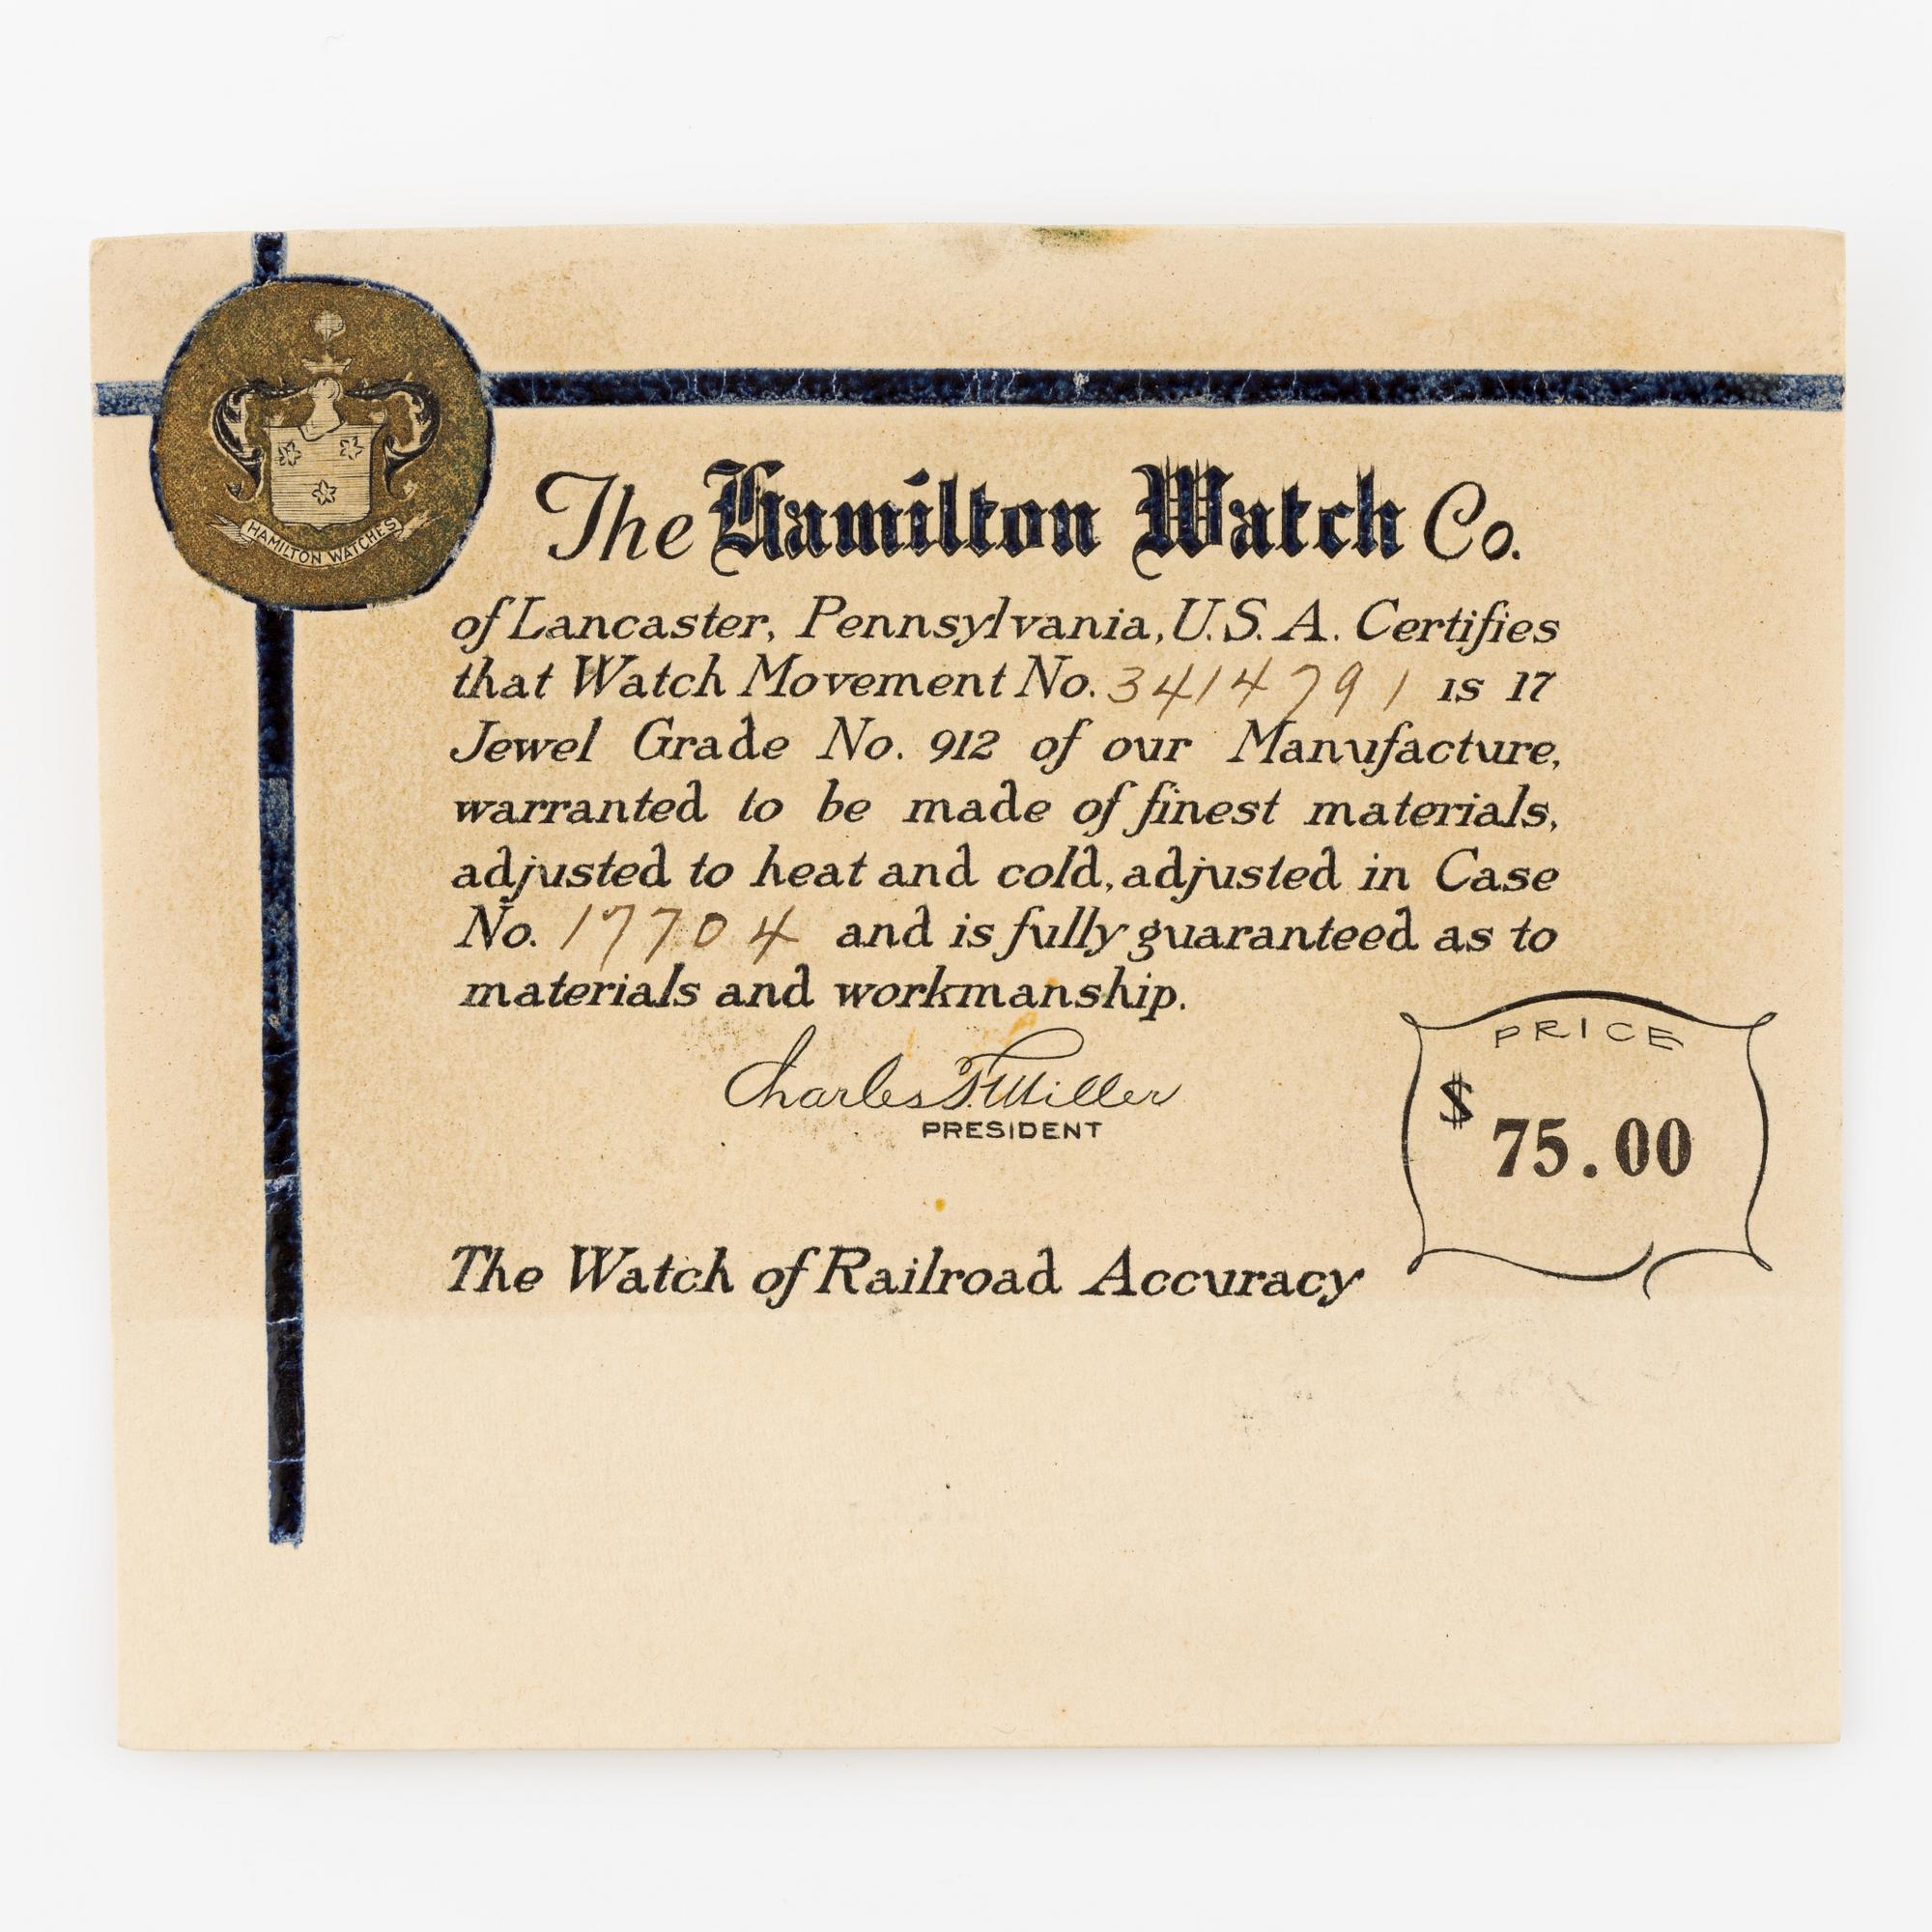 HAMILTON WATCHES
The Hamilton Watch Co.
of Lancaster, Pennsylvania, U.S.A. Certifies
that Watch Movement No. 3414791 is 17
Jewel Grade No. 912 of our Manufacture,
warranted to be made of finest materials,
adjusted to heat and cold, adjusted in Case
No. 17704 and is fully guaranteed as to
materials and workmanship.
Charles F. Miller
PRESIDENT
PRICE
$ 75.00
The Watch of Railroad Accuracy